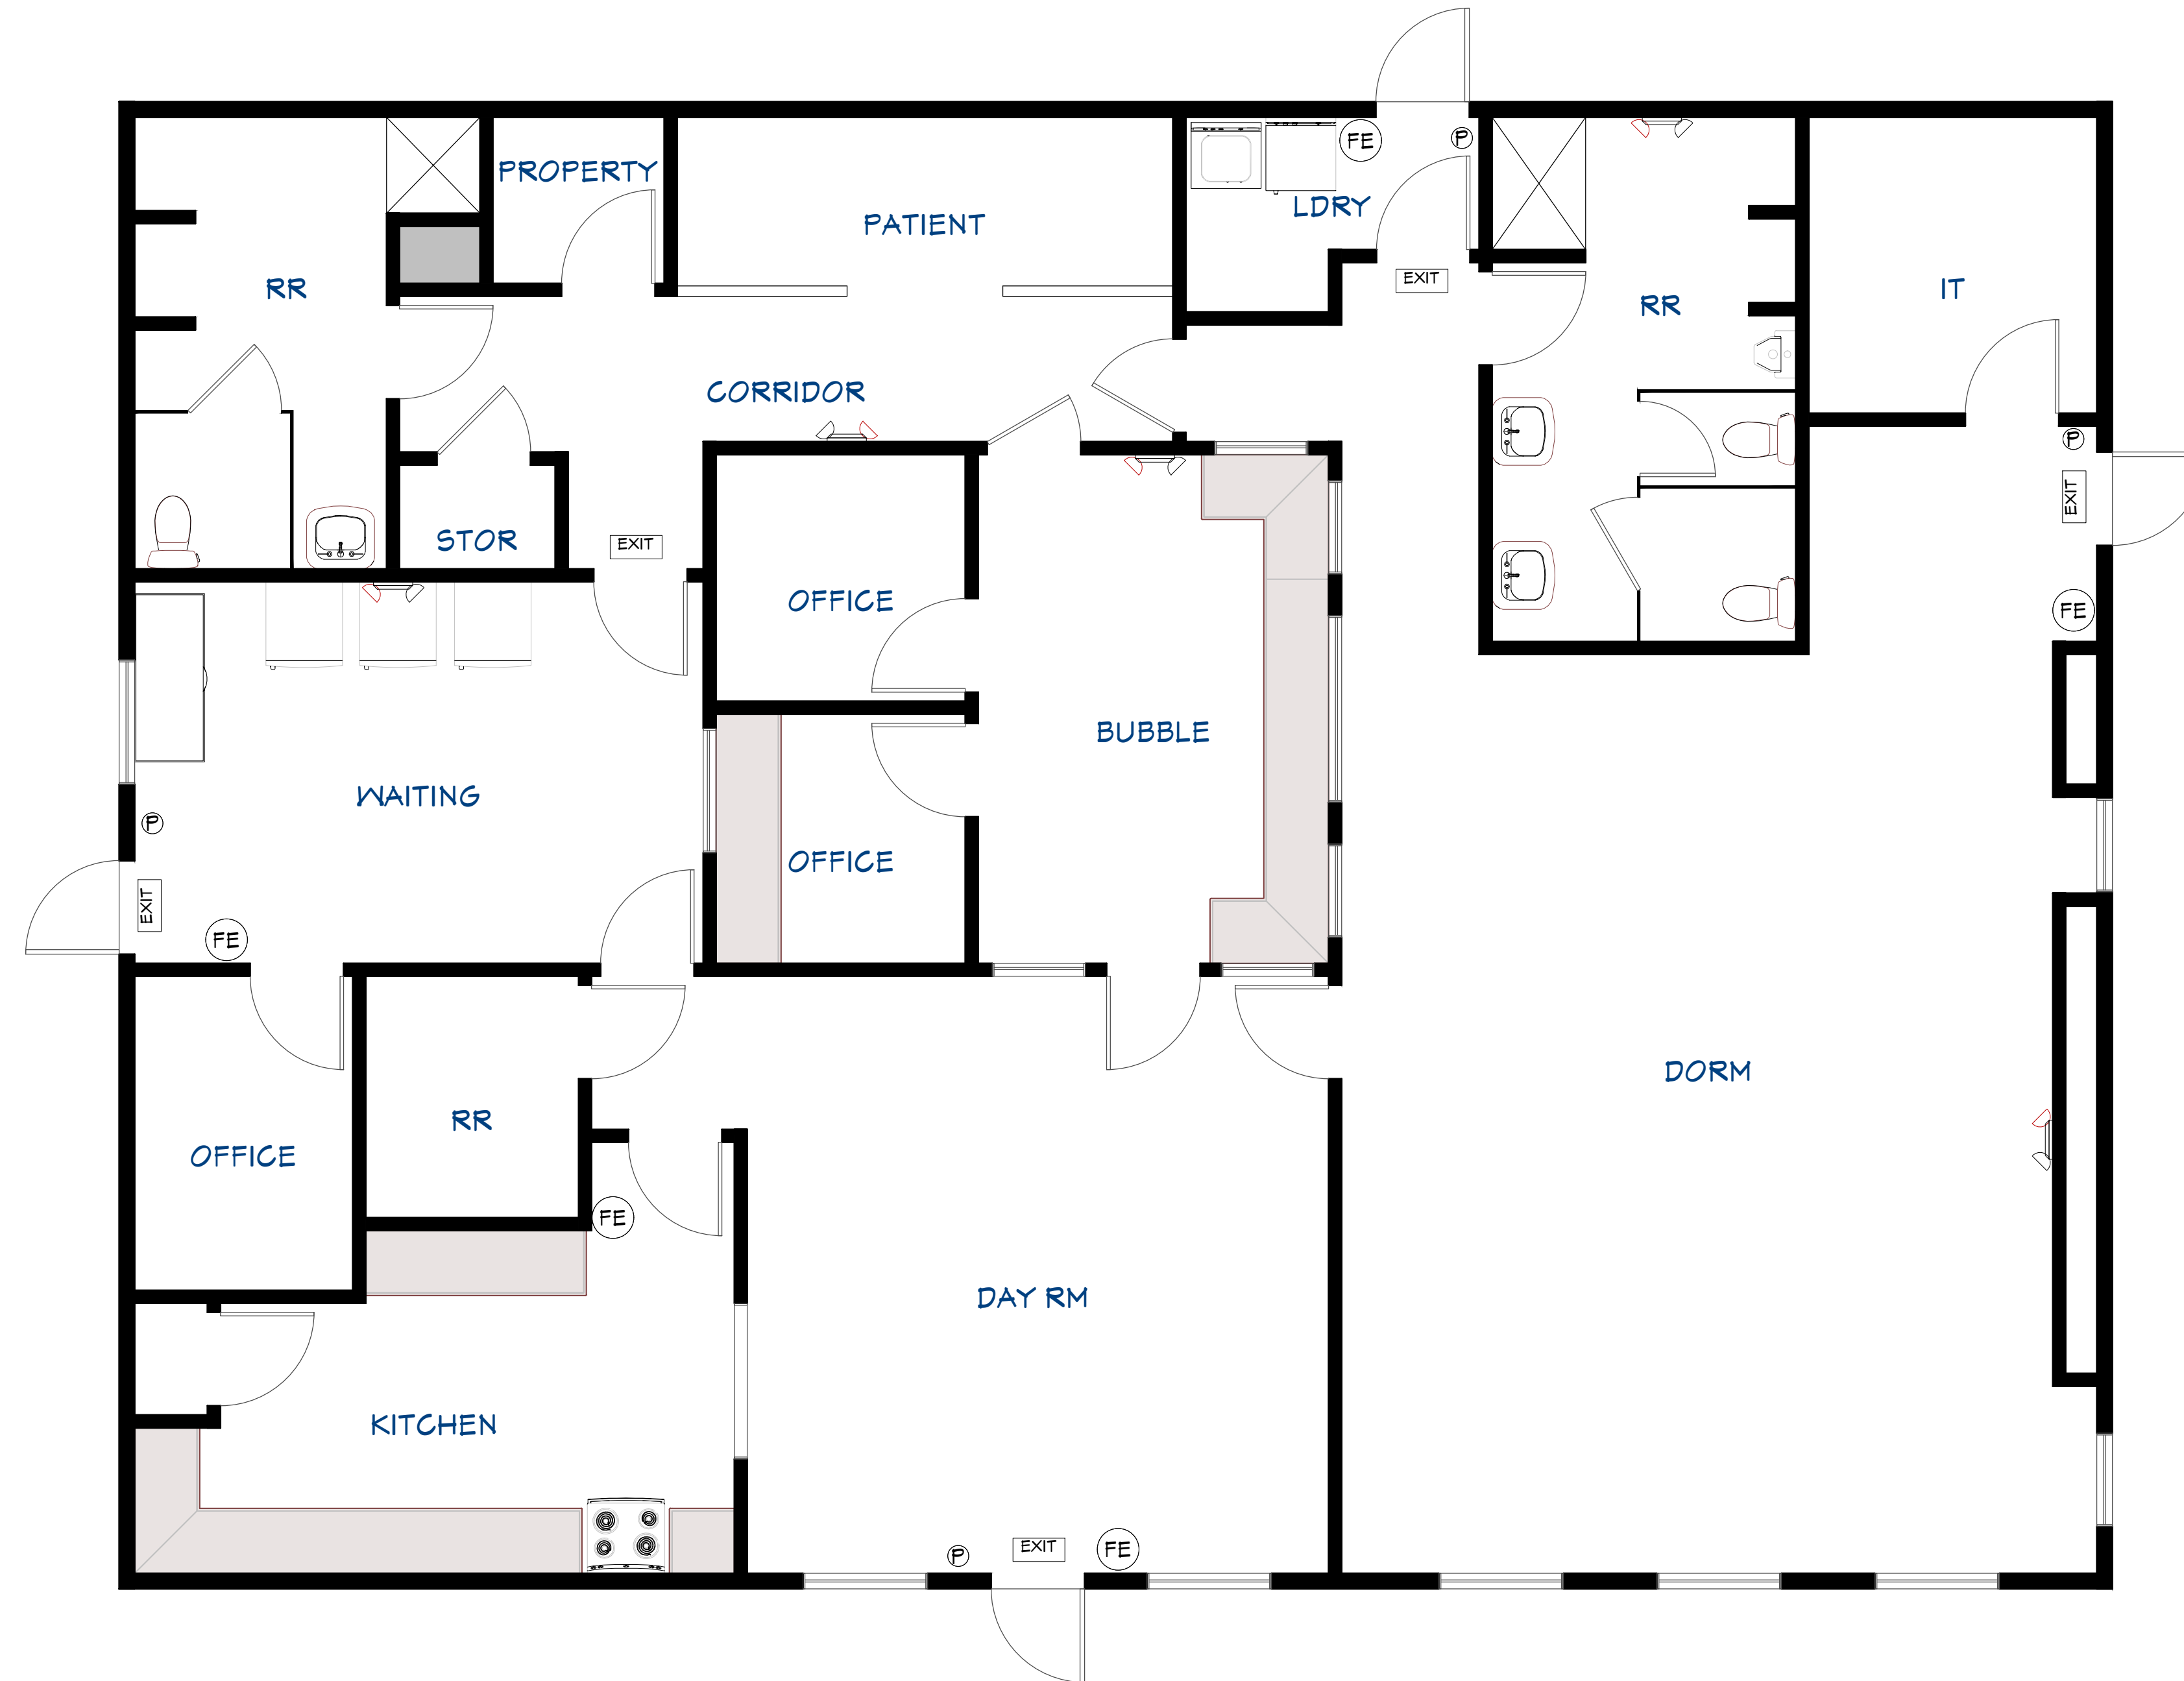 FE
P
PROPERTY
PATIENT
LDRY
EXIT
RR
RR
IT
CORRIDOR
P
EXIT
STOR
EXIT
OFFICE
FE
BUBBLE
WAITING
P
OFFICE
EXIT
FE
DORM
RR
OFFICE
FE
DAY RM
KITCHEN
P
EXIT
FE